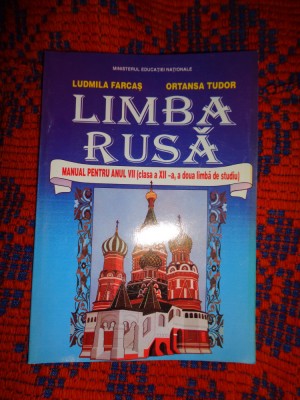 MINISTERUL EDUCAȚIEI NAȚIONALE
LUDMILA FARCAȘ ORTANSA TUDOR
LIMBA
RUSĂ
MANUAL PENTRU ANUL VII (clasa a XII -a, a doua limbă de studiu)